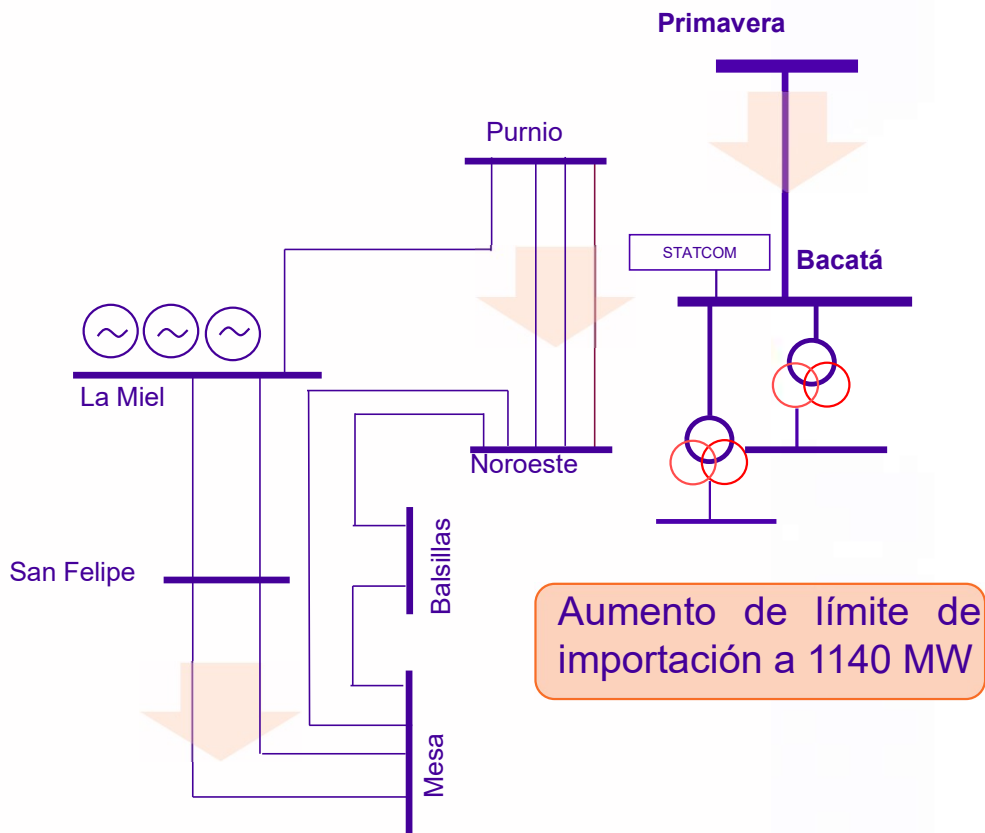 Primavera
Purnio
STATCOM
Bacatá
La Miel
Noroeste
Balsillas
San Felipe
Aumento de límite de
importación a 1140 MW
Mesa